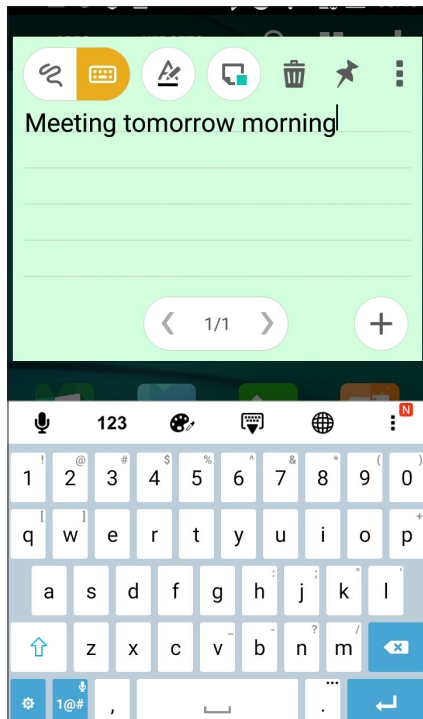 Meeting tomorrow morning
1/1
123
N
! @ # $ % ^ & * ( )
1 2 3 4 5 6 7 8 9 0
[ ] +
q w e r t y u i o p
: ; " '
a s d f g h j k l
_ - ? /
z x c v b n m
1@# , .